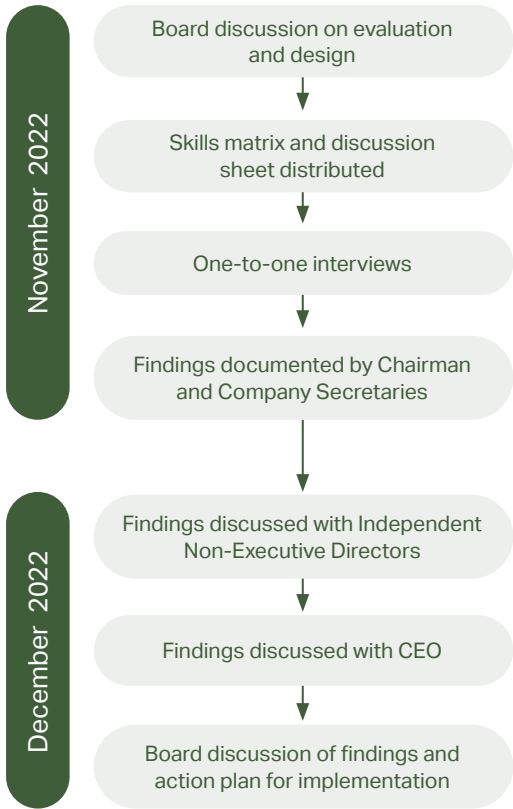 November 2022
Board discussion on evaluation
and design
Skills matrix and discussion
sheet distributed
One-to-one interviews
Findings documented by Chairman
and Company Secretaries
December 2022
Findings discussed with Independent
Non-Executive Directors
Findings discussed with CEO
Board discussion of findings and
action plan for implementation